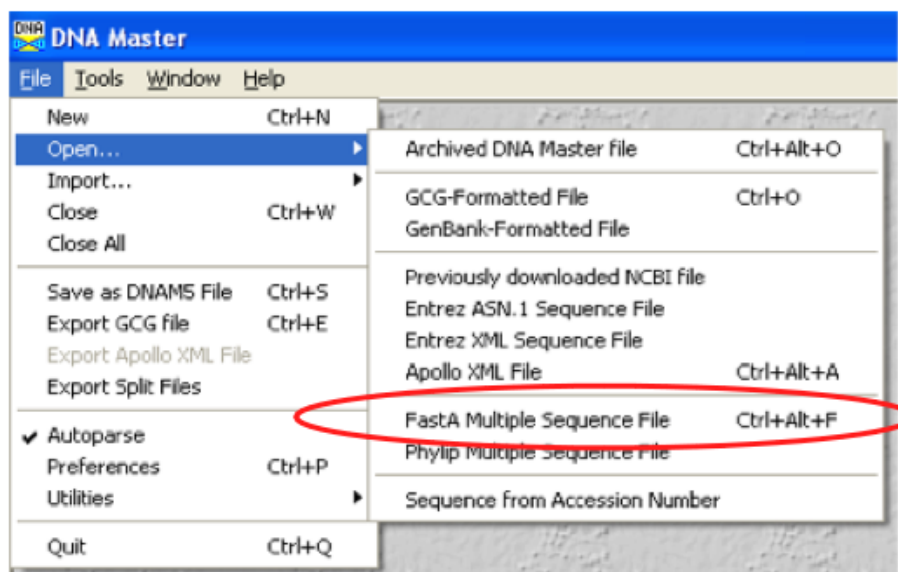 DNA DNA Master
File Tools Window Help
New Ctrl+N
Open...
Import...
Close Ctrl+W
Close All
Save as DNAM5 File Ctrl+S
Export GCG file Ctrl+E
Export Apollo XML File
Export Split Files
Autoparse
Preferences Ctrl+P
Utilities
Quit Ctrl+Q
Archived DNA Master file Ctrl+Alt+O
GCG-Formatted File Ctrl+O
GenBank-Formatted File
Previously downloaded NCBI file
Entrez ASN.1 Sequence File
Entrez XML Sequence File
Apollo XML File Ctrl+Alt+A
FastA Multiple Sequence File Ctrl+Alt+F
Phylip Multiple Sequence File
Sequence from Accession Number